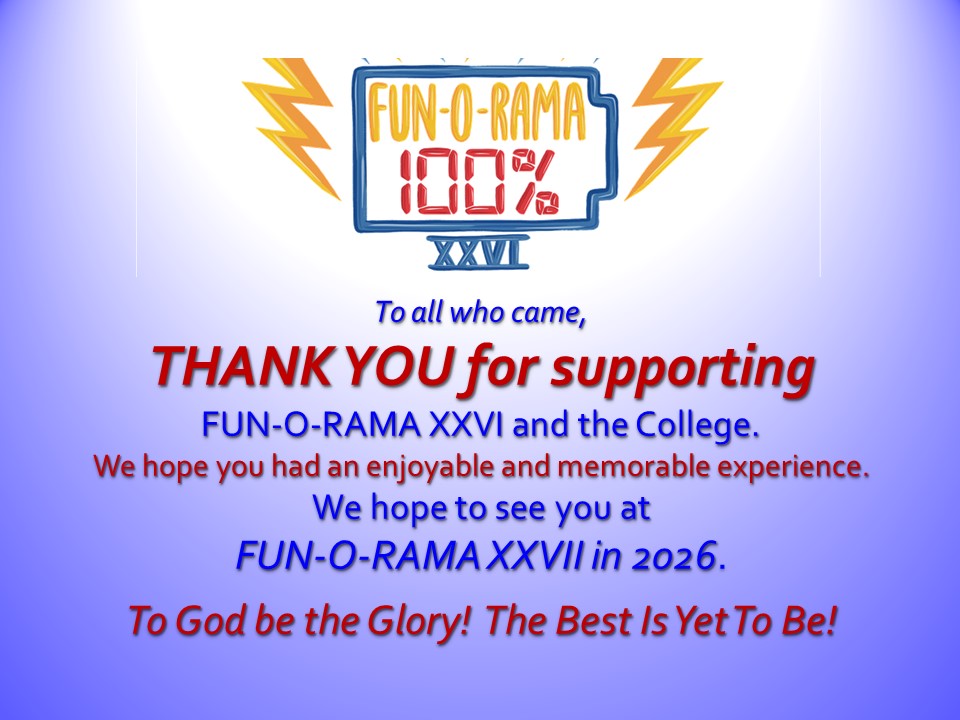 FUN-O-RAMA
100%
XXVI
To all who came,
THANK YOU for supporting
FUN-O-RAMA XXVI and the College.
We hope you had an enjoyable and memorable experience.
We hope to see you at
FUN-O-RAMA XXVII in 2026.
To God be the Glory! The Best Is Yet To Be!